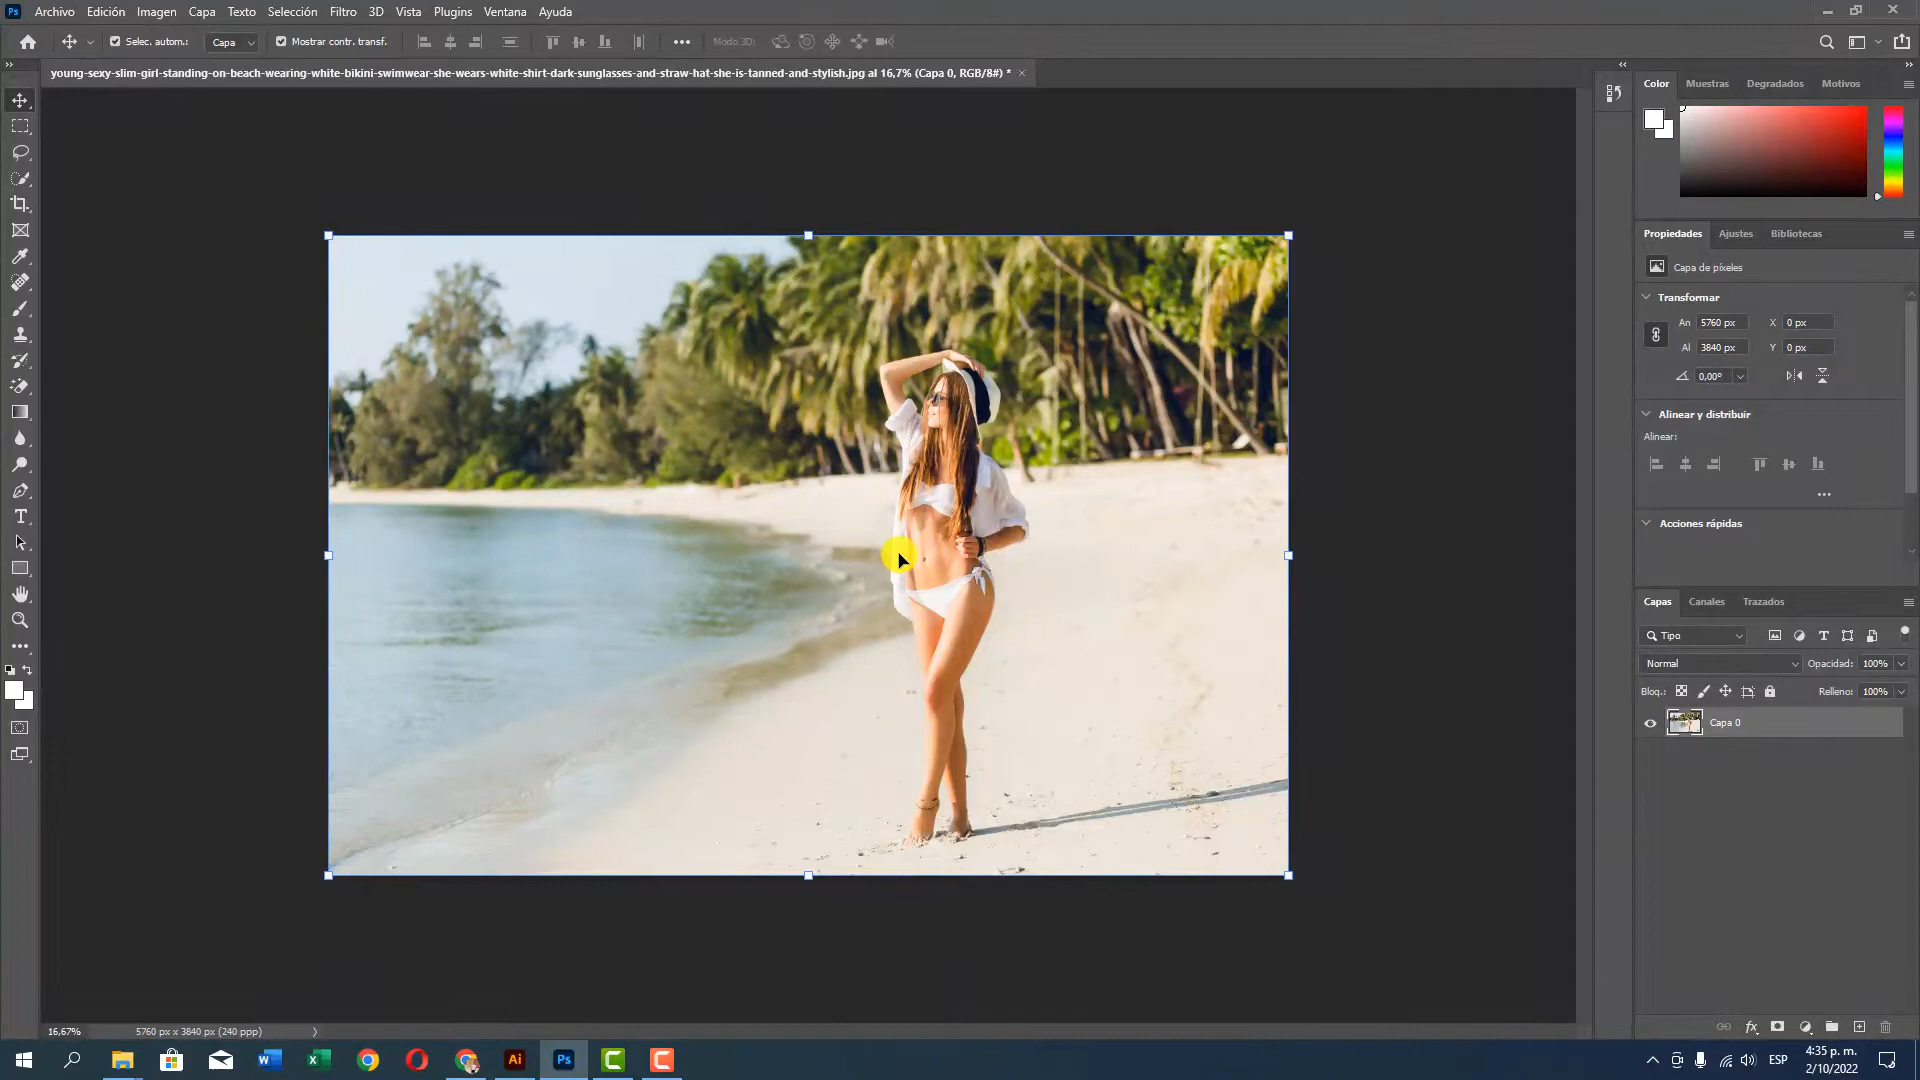 Ps Archivo Edición Imagen Capa Texto Selección Filtro 3D Vista Plugins Ventana Ayuda
Selec. autom.: Capa Mostrar contr. transf. Modo 3D:
young-sexy-slim-girl-standing-on-beach-wearing-white-bikini-swimwear-she-wears-white-shirt-dark-sunglasses-and-straw-hat-she-is-tanned-and-stylish.jpg al 16,7% (Capa 0, RGB/8#) *
Color Muestras Degradados Motivos
Propiedades Ajustes Bibliotecas
Capa de píxeles
Transformar
An 5760 px X 0 px
Al 3840 px Y 0 px
0,00°
Alinear y distribuir
Alinear:
Acciones rápidas
Capas Canales Trazados
Tipo
Normal Opacidad: 100%
Bloq.: Relleno: 100%
Capa 0
16,67% 5760 px x 3840 px (240 ppp)
Ai Ps ESP 4:35 p. m.
2/10/2022